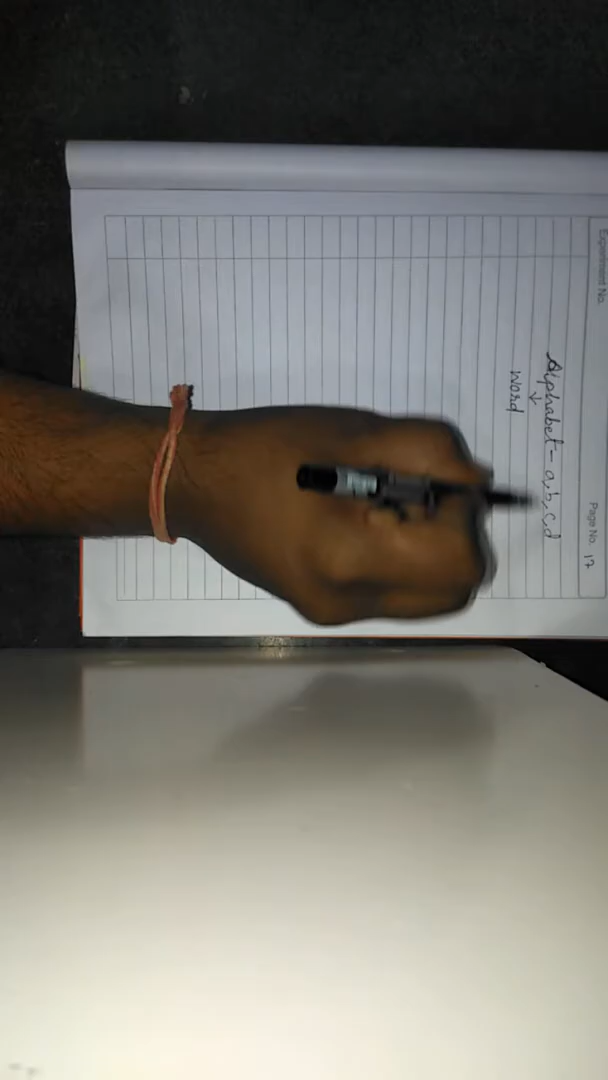 Experiment No.
Page No. 17
Alphabet - a, b, c, d
↓
Word